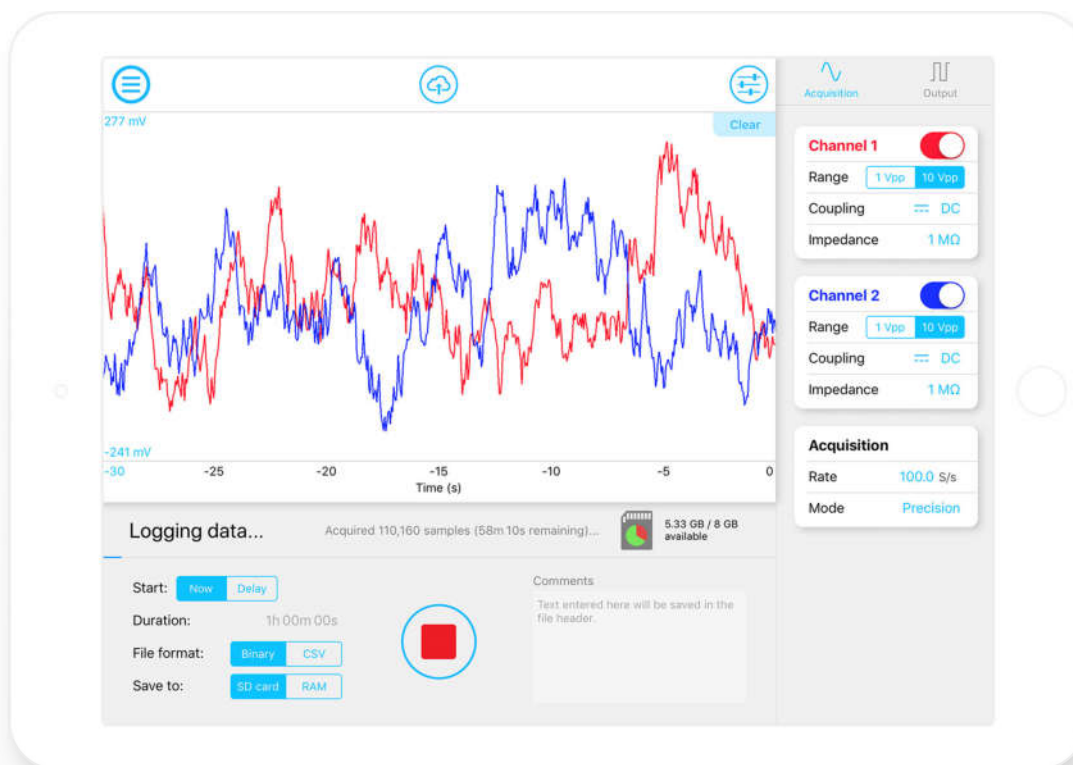 Acquisition
Output
277 mV
Clear
-241 mV
-30 -25 -20 -15 -10 -5 0
Time (s)
Channel 1
Range 1 Vpp 10 Vpp
Coupling DC
Impedance 1 MΩ
Channel 2
Range 1 Vpp 10 Vpp
Coupling DC
Impedance 1 MΩ
Acquisition
Rate 100.0 S/s
Mode Precision
Logging data...
Acquired 110,160 samples (58m 10s remaining)...
5.33 GB / 8 GB
available
Start: Now Delay
Duration: 1h 00m 00s
File format: Binary CSV
Save to: SD card RAM
Comments
Text entered here will be saved in the
file header.